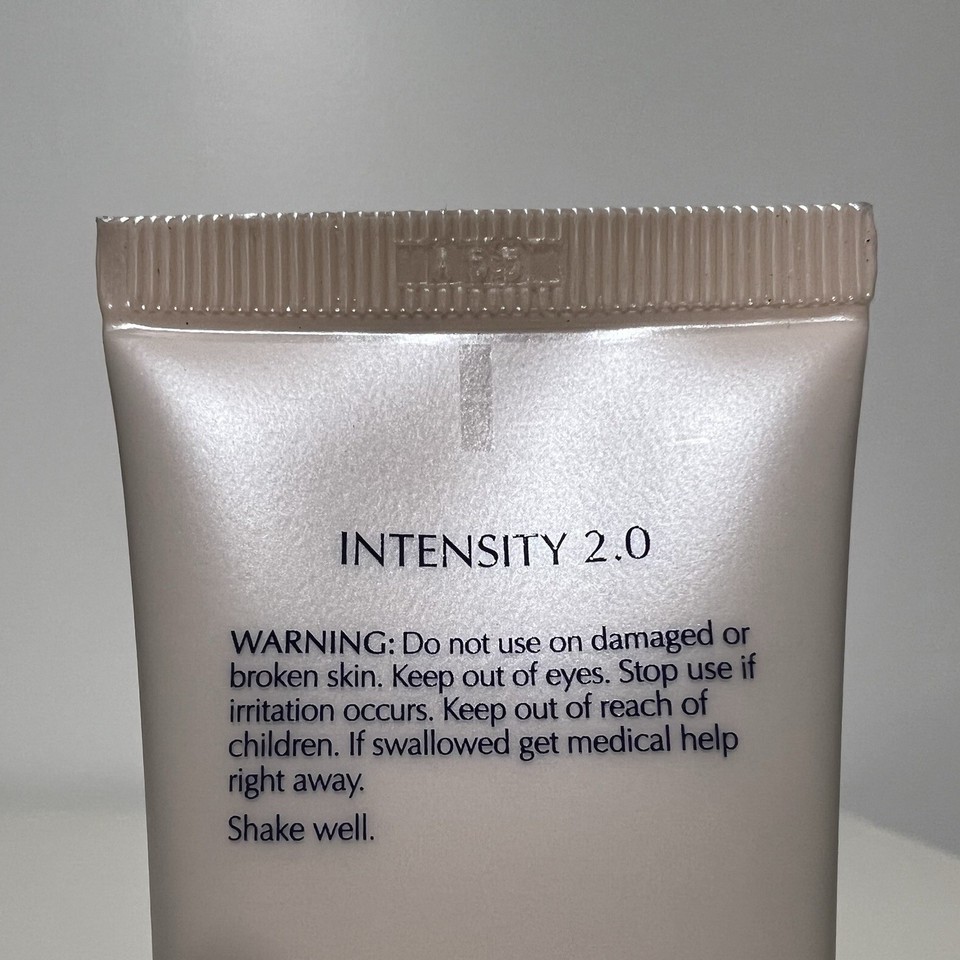 INTENSITY 2.0
WARNING: Do not use on damaged or
broken skin. Keep out of eyes. Stop use if
irritation occurs. Keep out of reach of
children. If swallowed get medical help
right away.
Shake well.